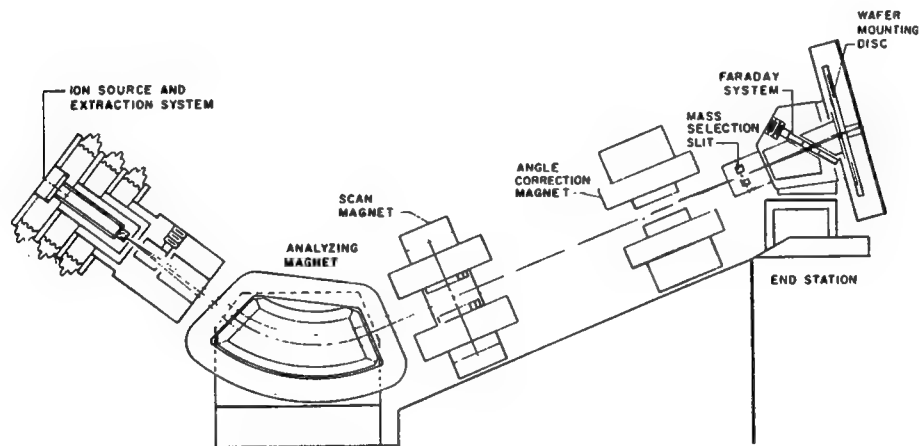 ION SOURCE AND
EXTRACTION SYSTEM
ANALYZING
MAGNET
SCAN
MAGNET
ANGLE
CORRECTION
MAGNET
MASS
SELECTION
SLIT
FARADAY
SYSTEM
WAFER
MOUNTING
DISC
END STATION